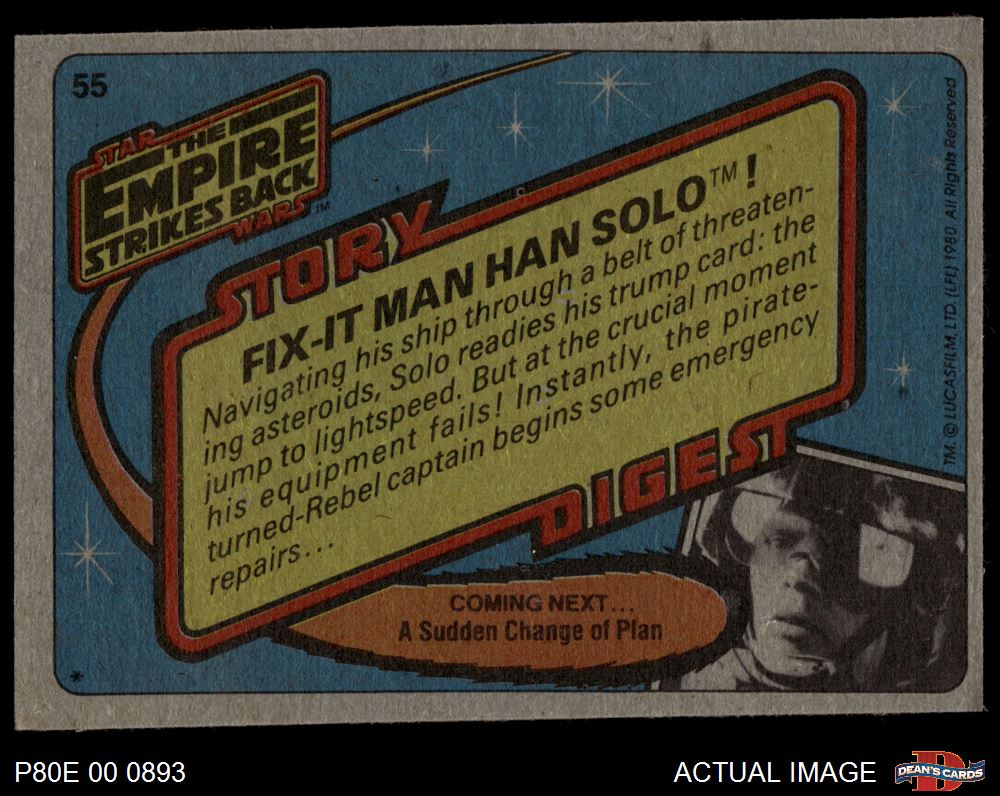 55
STAR
THE
EMPIRE
STRIKES BACK
WARS™
STORY
FIX-IT MAN HAN SOLO™!
Navigating his ship through a belt of threaten-
ing asteroids, Solo readies his trump card: the
jump to lightspeed. But at the crucial moment
his equipment fails! Instantly, the pirate-
turned-Rebel captain begins some emergency
repairs...
DIGEST
COMING NEXT...
A Sudden Change of Plan
*
TM: © LUCASFILM, LTD (LFL) 1980 All Rights Reserved
P80E 00 0893
ACTUAL IMAGE
D
DEAN'S CARDS